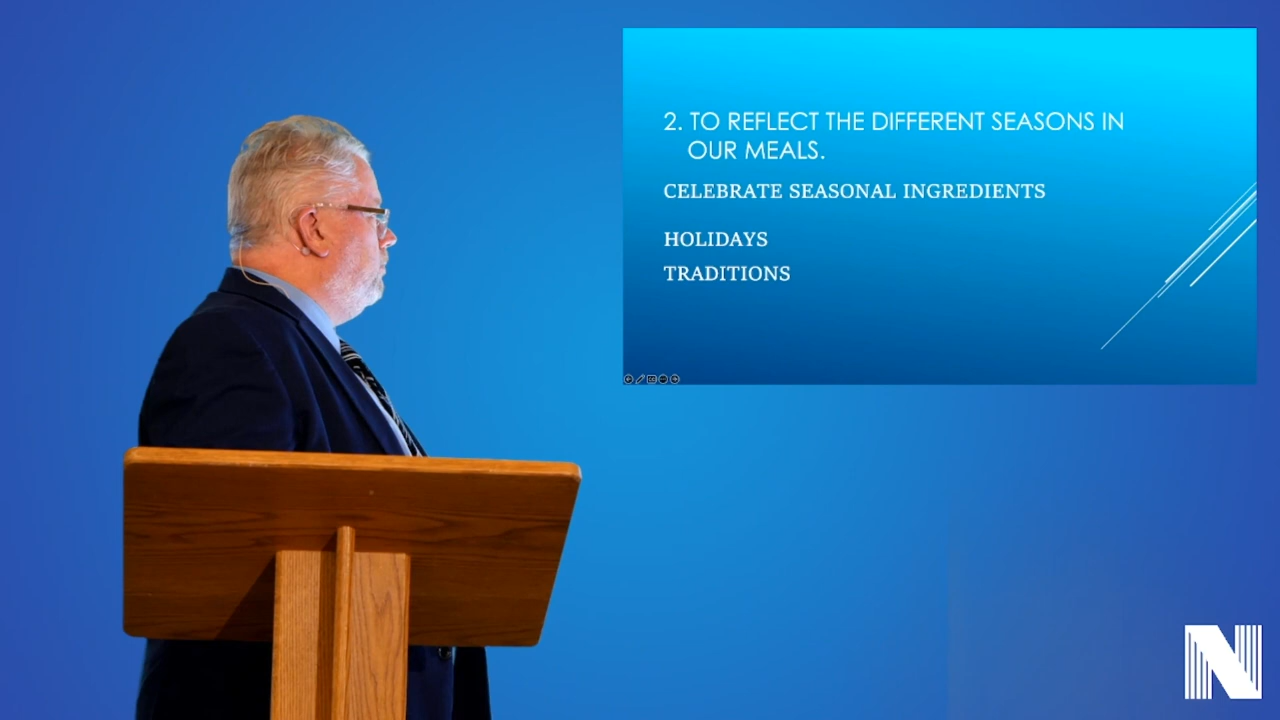 2. TO REFLECT THE DIFFERENT SEASONS IN
OUR MEALS.
CELEBRATE SEASONAL INGREDIENTS
HOLIDAYS
TRADITIONS
N